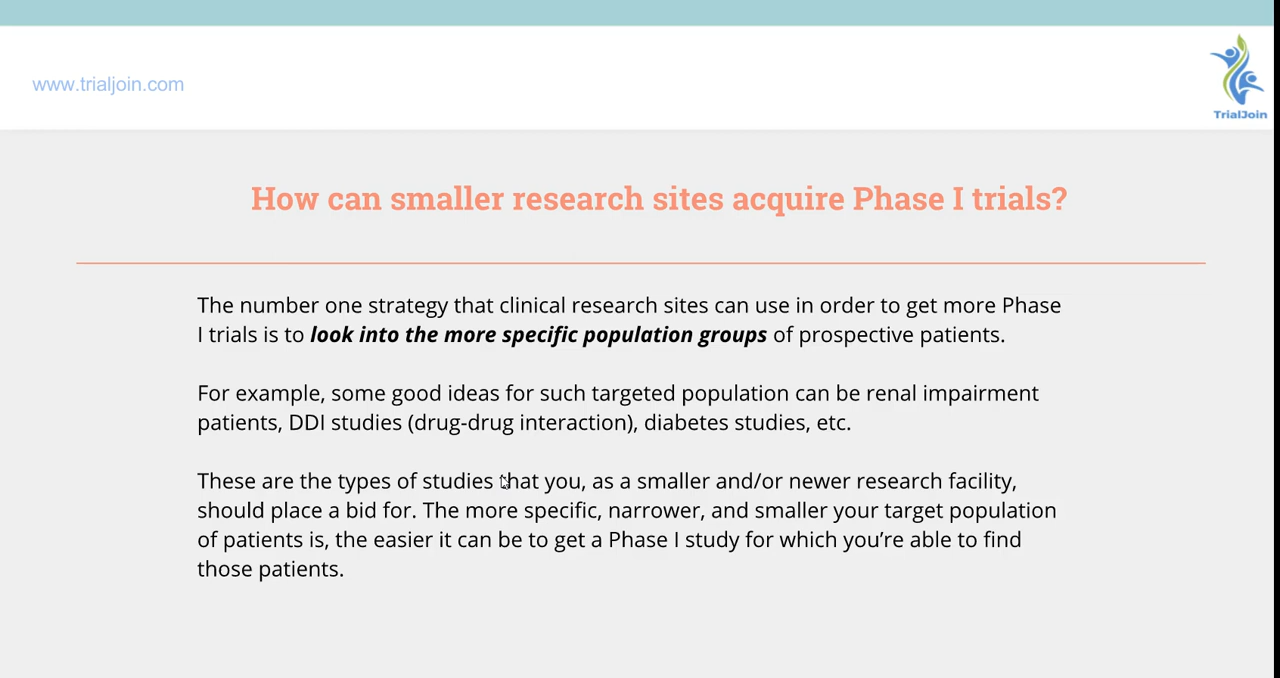 www.trialjoin.com
TrialJoin
How can smaller research sites acquire Phase I trials?
The number one strategy that clinical research sites can use in order to get more Phase
I trials is to look into the more specific population groups of prospective patients.
For example, some good ideas for such targeted population can be renal impairment
patients, DDI studies (drug-drug interaction), diabetes studies, etc.
These are the types of studies that you, as a smaller and/or newer research facility,
should place a bid for. The more specific, narrower, and smaller your target population
of patients is, the easier it can be to get a Phase I study for which you’re able to find
those patients.